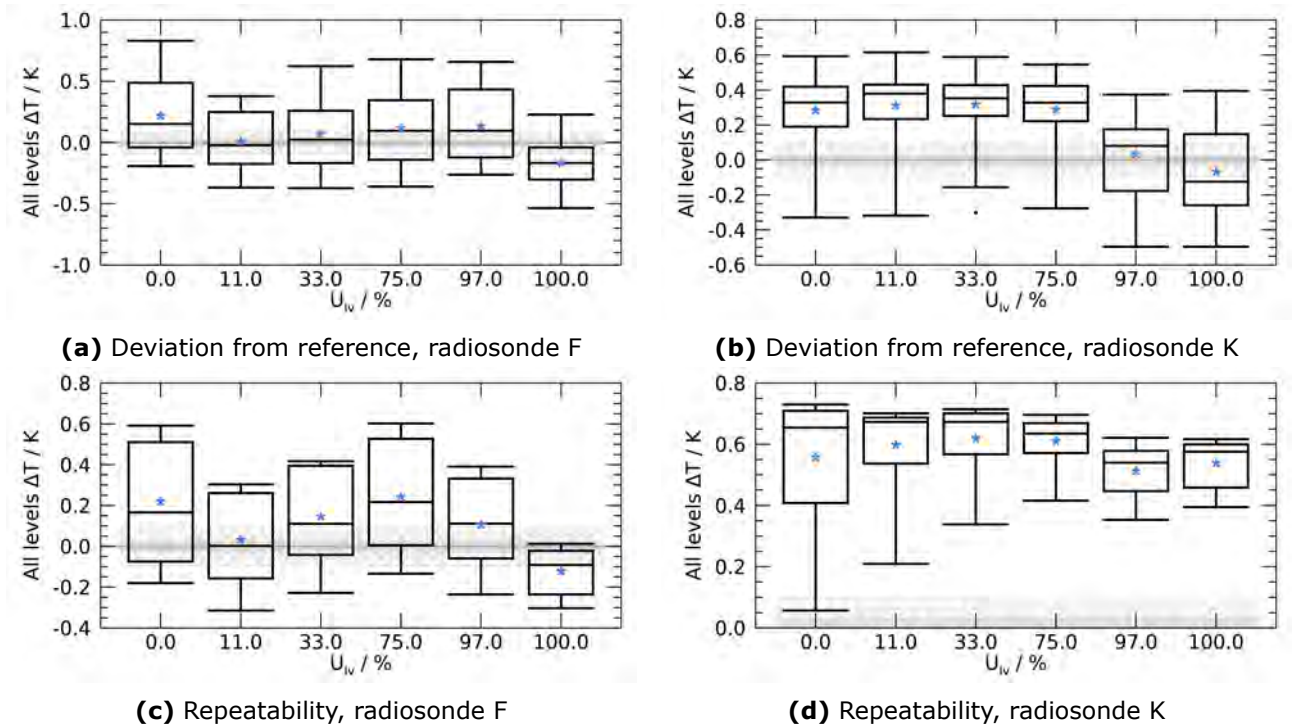 1.0
0.5
0.0
-0.5
-1.0
All levels ΔT / K
0.0 11.0 33.0 75.0 97.0 100.0
U_lv / %
(a) Deviation from reference, radiosonde F
0.8
0.6
0.4
0.2
0.0
-0.2
-0.4
-0.6
All levels ΔT / K
0.0 11.0 33.0 75.0 97.0 100.0
U_lv / %
(b) Deviation from reference, radiosonde K
0.8
0.6
0.4
0.2
0.0
-0.2
-0.4
All levels ΔT / K
0.0 11.0 33.0 75.0 97.0 100.0
U_lv / %
(c) Repeatability, radiosonde F
0.8
0.6
0.4
0.2
0.0
All levels ΔT / K
0.0 11.0 33.0 75.0 97.0 100.0
U_lv / %
(d) Repeatability, radiosonde K